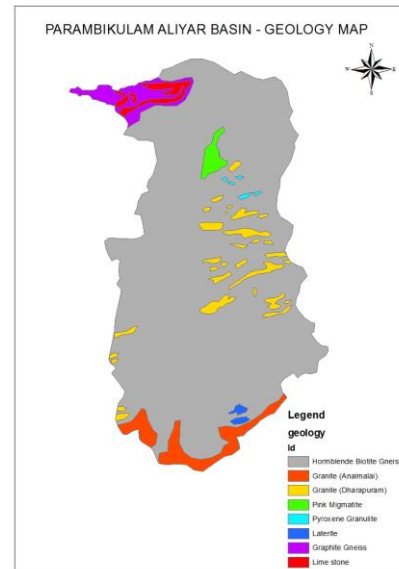 PARAMBIKULAM ALIYAR BASIN - GEOLOGY MAP
N
W
E
S
Legend
geology
Id
Hornblende Biotite Gneis
Granite (Anaimalai)
Granite (Dharapuram)
Pink Migmatite
Pyroxene Granulite
Laterite
Graphite Gneiss
Lime stone